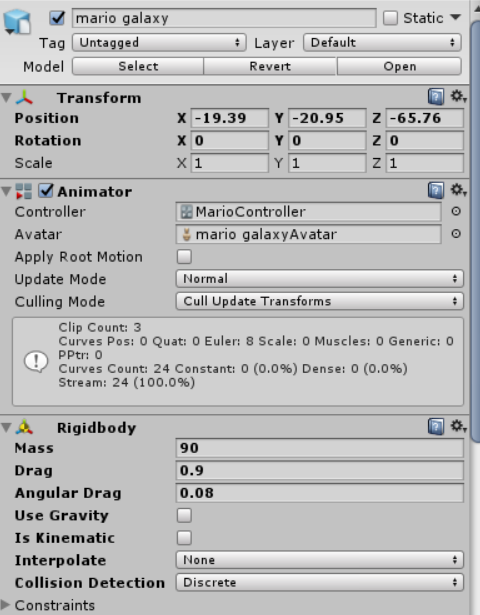 mario galaxy Static
Tag Untagged Layer Default
Model Select Revert Open
Transform
Position X -19.39 Y -20.95 Z -65.76
Rotation X 0 Y 0 Z 0
Scale X 1 Y 1 Z 1
Animator
Controller MarioController
Avatar mario galaxyAvatar
Apply Root Motion
Update Mode Normal
Culling Mode Cull Update Transforms
Clip Count: 3
Curves Pos: 0 Quat: 0 Euler: 8 Scale: 0 Muscles: 0 Generic: 0
PPtr: 0
Curves Count: 24 Constant: 0 (0.0%) Dense: 0 (0.0%)
Stream: 24 (100.0%)
Rigidbody
Mass 90
Drag 0.9
Angular Drag 0.08
Use Gravity
Is Kinematic
Interpolate None
Collision Detection Discrete
Constraints